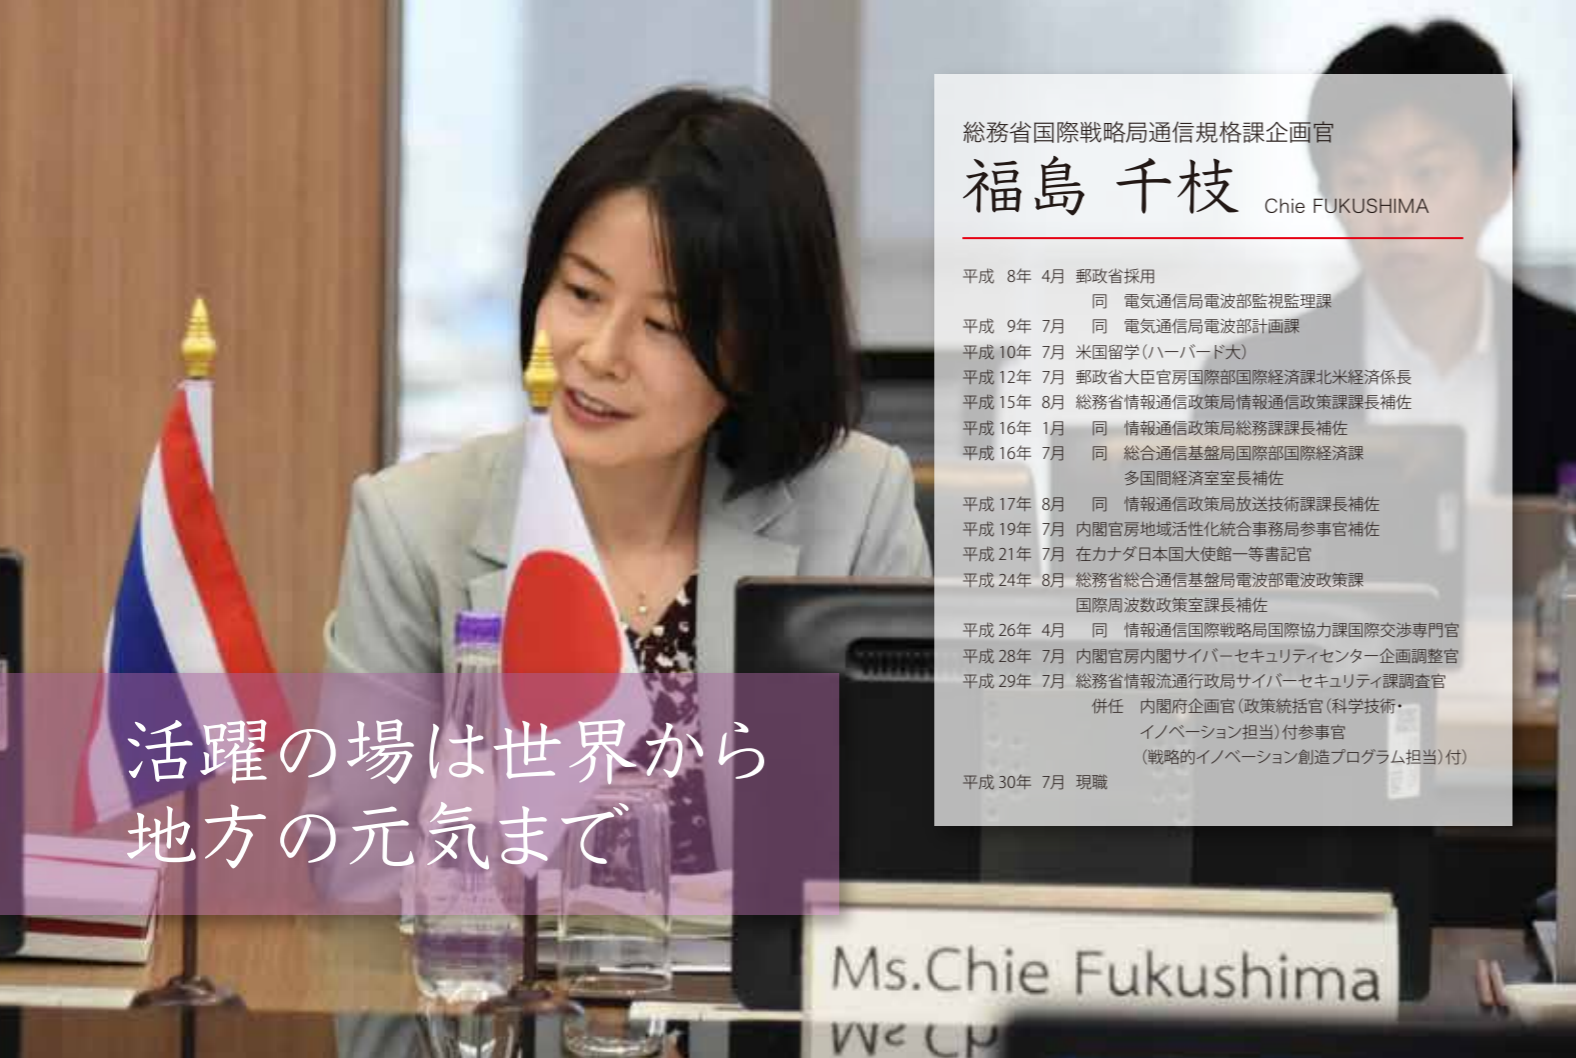 総務省国際戦略局通信規格課企画官
福島 千枝 Chie FUKUSHIMA
平成 8年 4月 郵政省採用
同 電気通信局電波部監視監理課
平成 9年 7月 同 電気通信局電波部計画課
平成10年 7月 米国留学(ハーバード大)
平成12年 7月 郵政省大臣官房国際部国際経済課北米経済係長
平成15年 8月 総務省情報通信政策局情報通信政策課課長補佐
平成16年 1月 同 情報通信政策局総務課課長補佐
平成16年 7月 同 総合通信基盤局国際部国際経済課
多国間経済室室長補佐
平成17年 8月 同 情報通信政策局放送技術課課長補佐
平成19年 7月 内閣官房地域活性化統合事務局参事官補佐
平成21年 7月 在カナダ日本国大使館一等書記官
平成24年 8月 総務省総合通信基盤局電波部電波政策課
国際周波数政策室課長補佐
平成26年 4月 同 情報通信国際戦略局国際協力課国際交渉専門官
平成28年 7月 内閣官房内閣サイバーセキュリティセンター企画調整官
平成29年 7月 総務省情報流通行政局サイバーセキュリティ課調査官
併任 内閣府企画官(政策統括官(科学技術・
イノベーション担当)付参事官
(戦略的イノベーション創造プログラム担当)付)
平成30年 7月 現職
活躍の場は世界から
地方の元気まで
Ms.Chie Fukushima